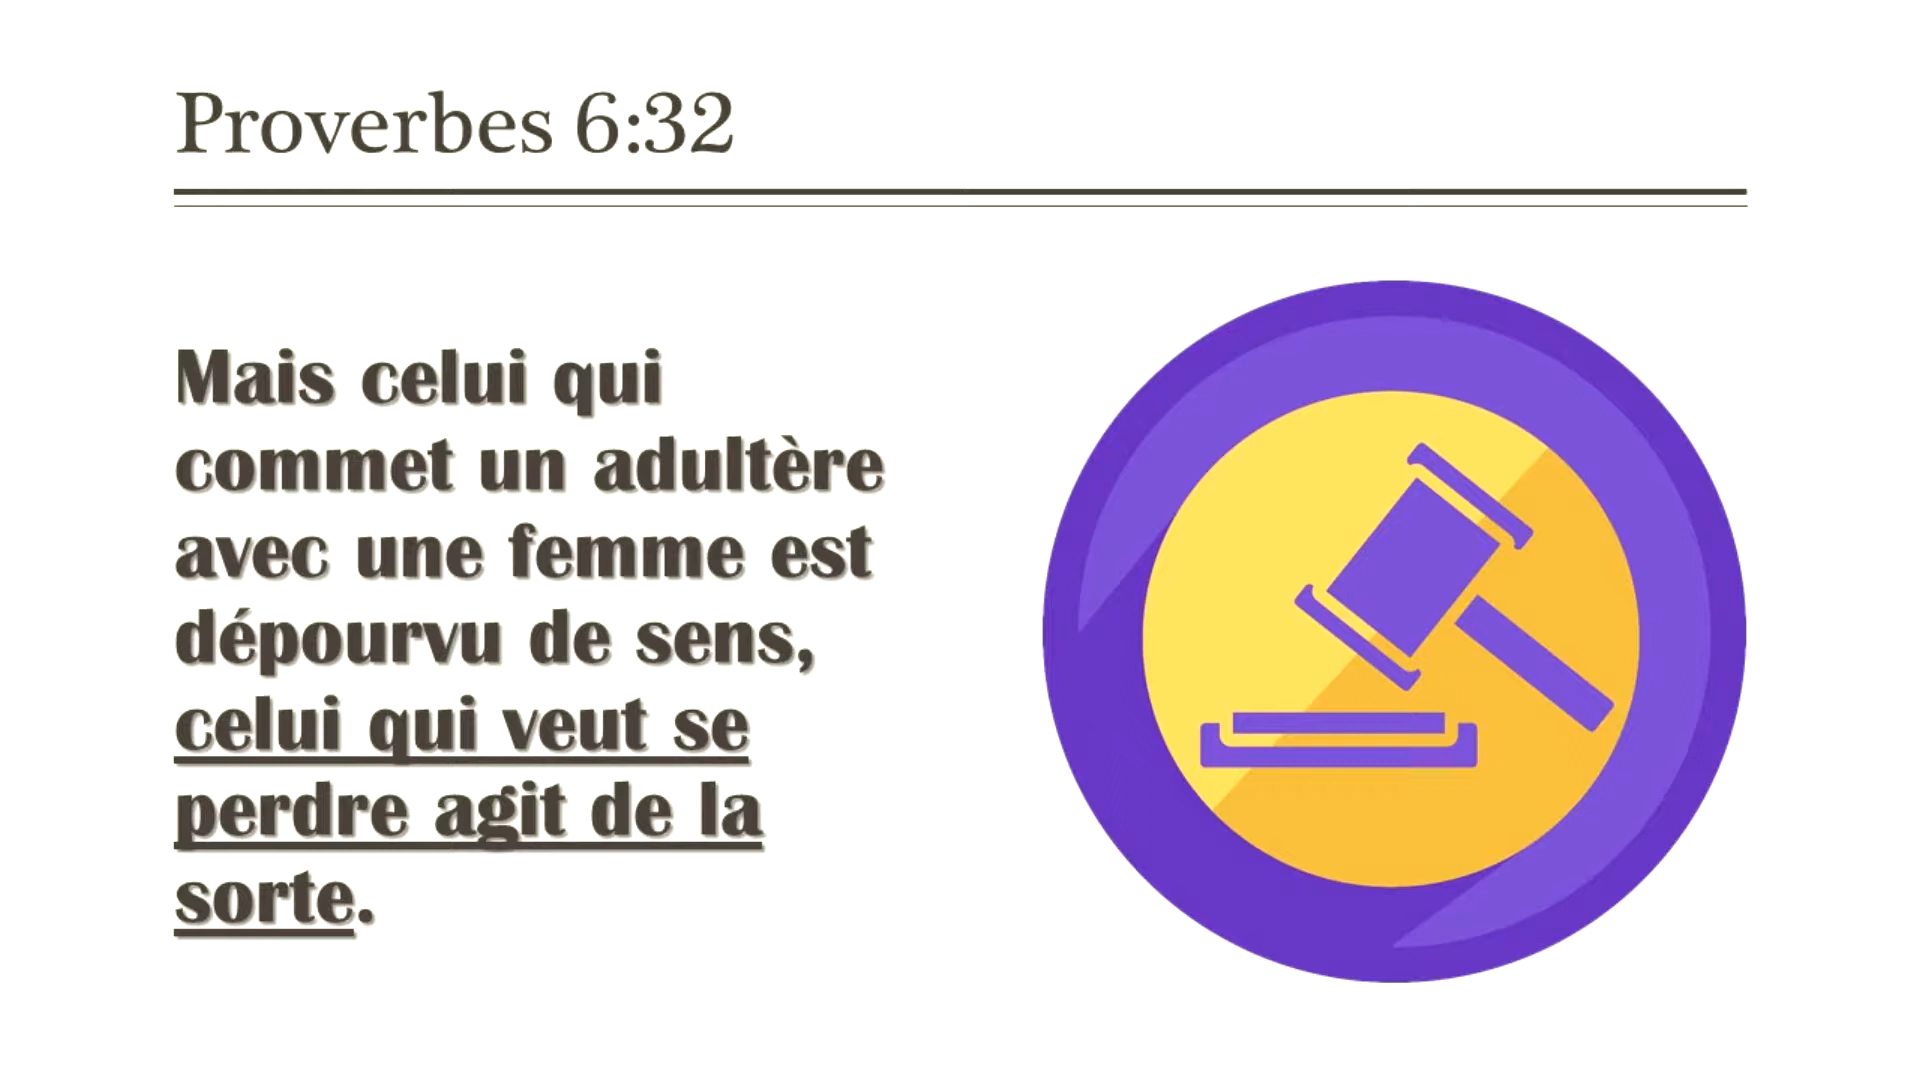 Proverbes 6:32
Mais celui qui
commet un adultère
avec une femme est
dépourvu de sens,
celui qui veut se
perdre agit de la
sorte.